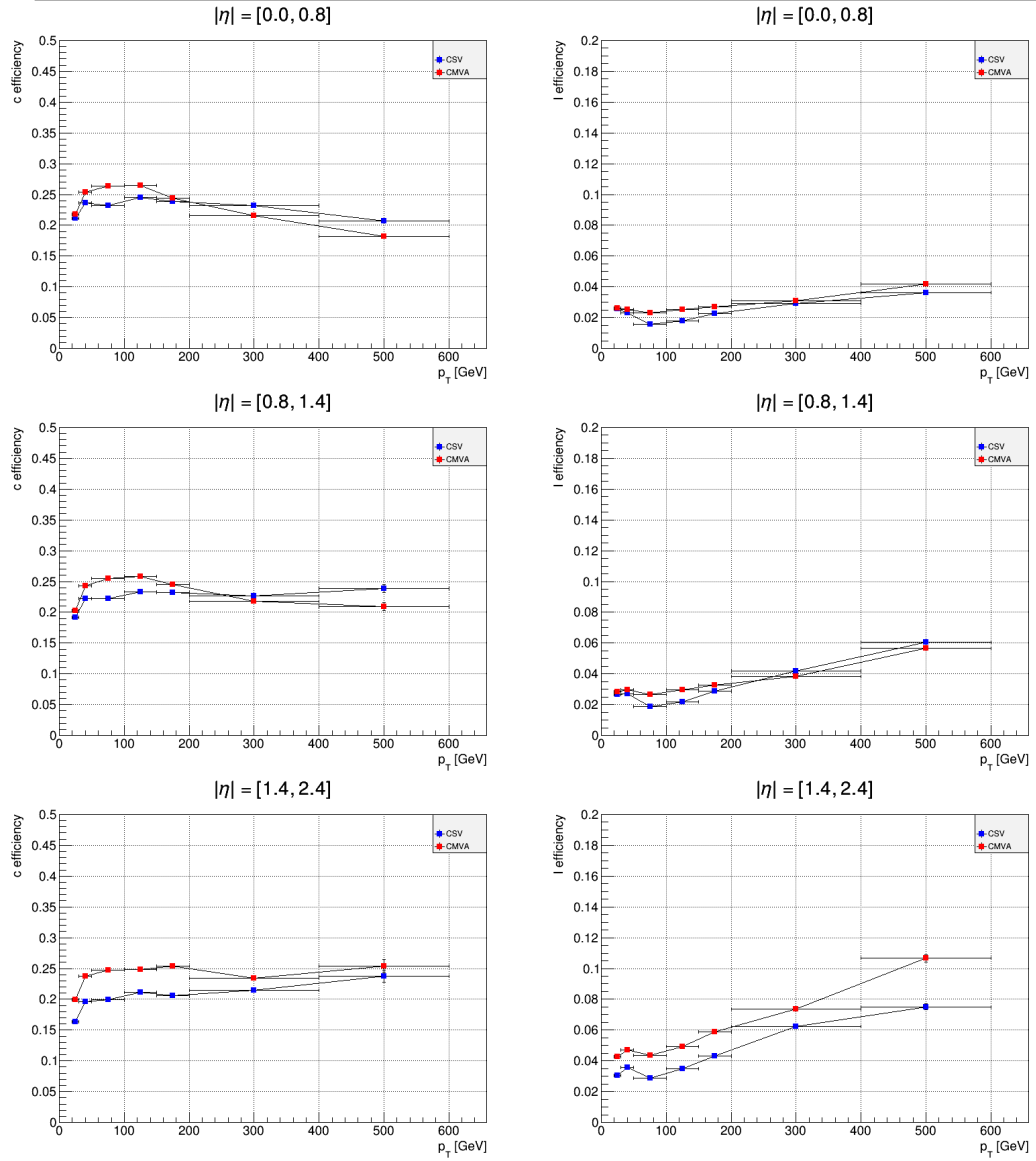 |η| = [0.0, 0.8]
c efficiency
0.5
0.45
0.4
0.35
0.3
0.25
0.2
0.15
0.1
0.05
0
CSV
CMVA
0 100 200 300 400 500 600
p_T [GeV]
|η| = [0.0, 0.8]
l efficiency
0.2
0.18
0.16
0.14
0.12
0.1
0.08
0.06
0.04
0.02
0
CSV
CMVA
0 100 200 300 400 500 600
p_T [GeV]
|η| = [0.8, 1.4]
c efficiency
0.5
0.45
0.4
0.35
0.3
0.25
0.2
0.15
0.1
0.05
0
CSV
CMVA
0 100 200 300 400 500 600
p_T [GeV]
|η| = [0.8, 1.4]
l efficiency
0.2
0.18
0.16
0.14
0.12
0.1
0.08
0.06
0.04
0.02
0
CSV
CMVA
0 100 200 300 400 500 600
p_T [GeV]
|η| = [1.4, 2.4]
c efficiency
0.5
0.45
0.4
0.35
0.3
0.25
0.2
0.15
0.1
0.05
0
CSV
CMVA
0 100 200 300 400 500 600
p_T [GeV]
|η| = [1.4, 2.4]
l efficiency
0.2
0.18
0.16
0.14
0.12
0.1
0.08
0.06
0.04
0.02
0
CSV
CMVA
0 100 200 300 400 500 600
p_T [GeV]